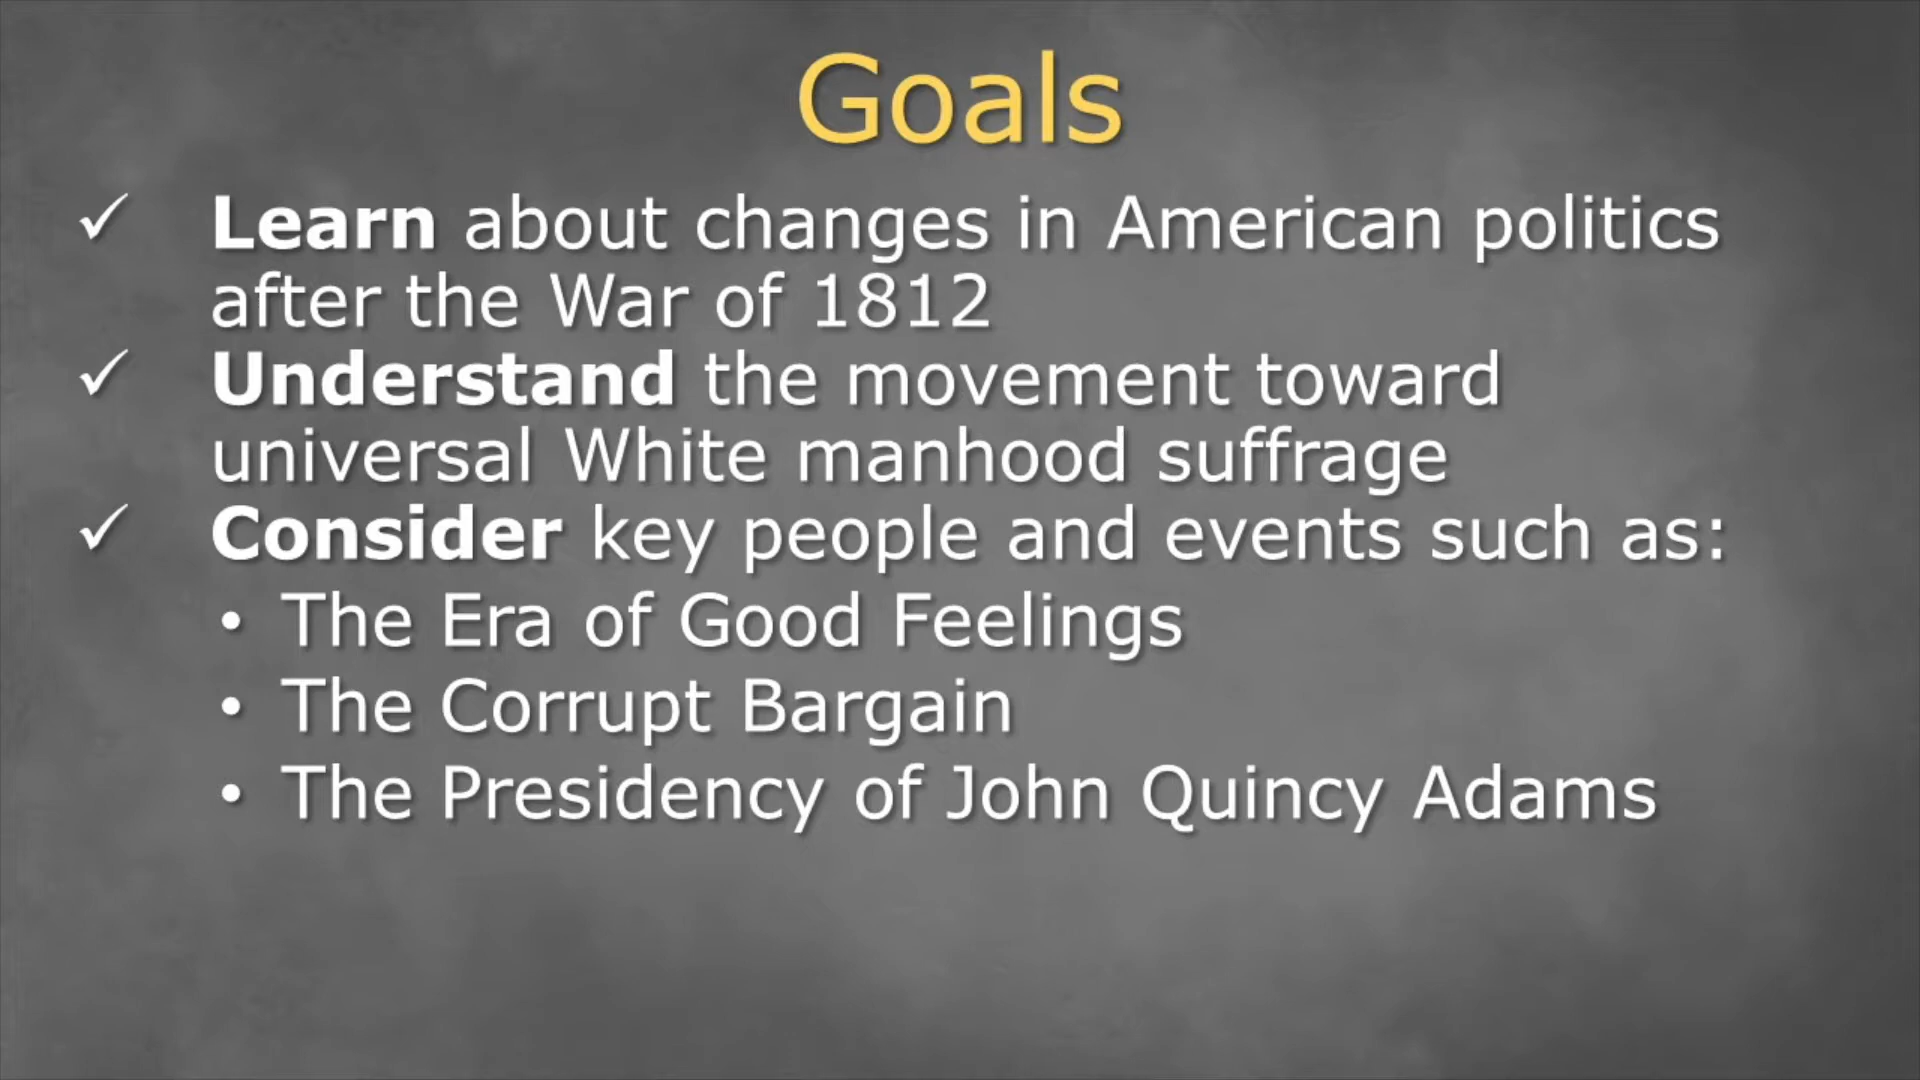 Goals
✓ Learn about changes in American politics
after the War of 1812
✓ Understand the movement toward
universal White manhood suffrage
✓ Consider key people and events such as:
• The Era of Good Feelings
• The Corrupt Bargain
• The Presidency of John Quincy Adams